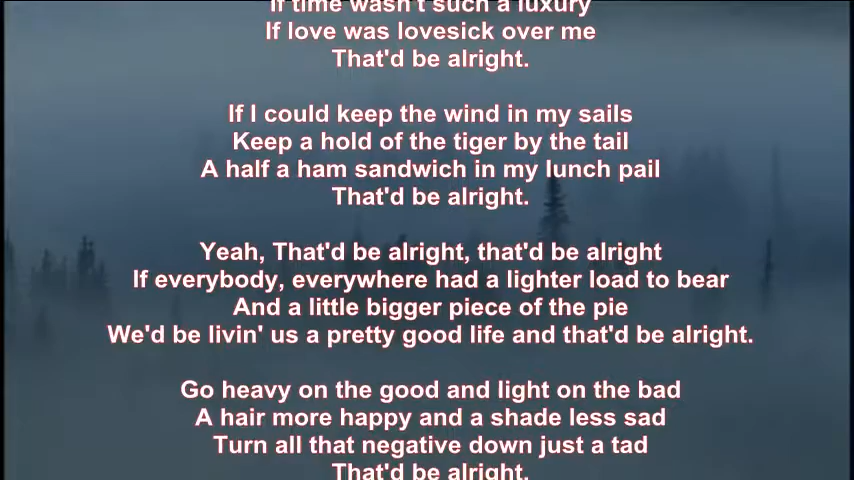 If time wasn't such a luxury
If love was lovesick over me
That'd be alright.
If I could keep the wind in my sails
Keep a hold of the tiger by the tail
A half a ham sandwich in my lunch pail
That'd be alright.
Yeah, That'd be alright, that'd be alright
If everybody, everywhere had a lighter load to bear
And a little bigger piece of the pie
We'd be livin' us a pretty good life and that'd be alright.
Go heavy on the good and light on the bad
A hair more happy and a shade less sad
Turn all that negative down just a tad
That'd be alright.